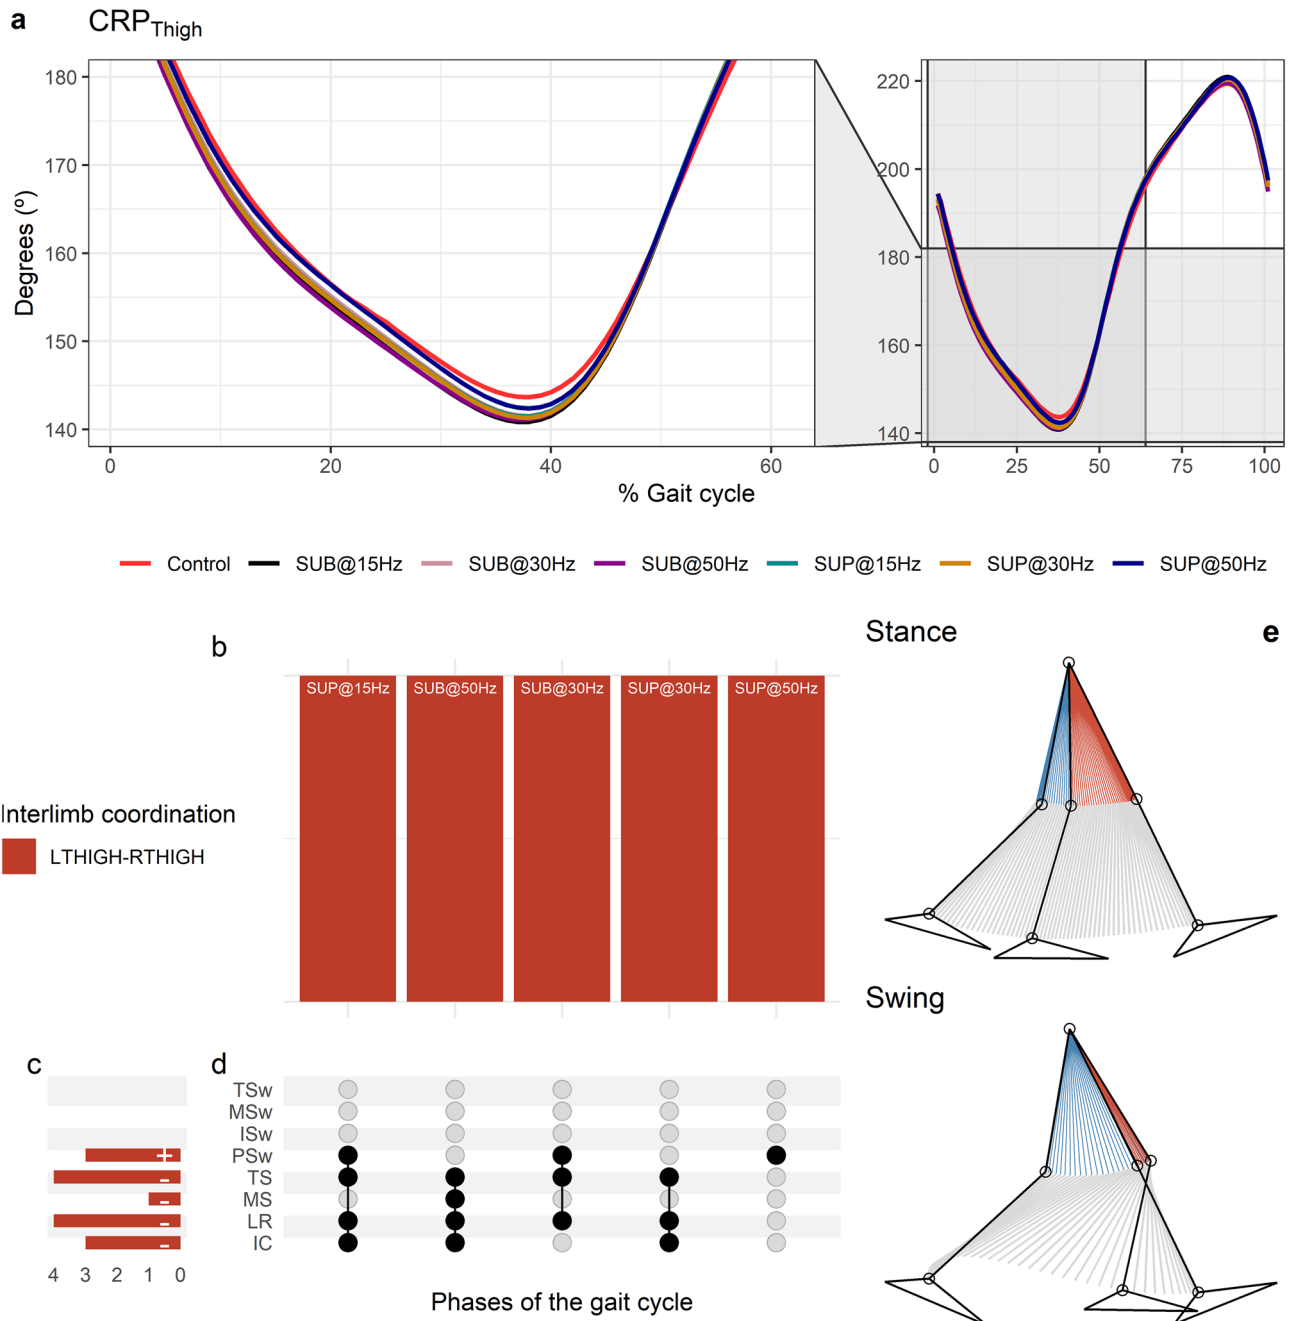 a
CRPThigh
Degrees (º)
180
170
160
150
140
0 20 40 60
220
200
180
160
140
0 25 50 75 100
% Gait cycle
Control SUB@15Hz SUB@30Hz SUB@50Hz SUP@15Hz SUP@30Hz SUP@50Hz
b
SUP@15Hz SUB@50Hz SUB@30Hz SUP@30Hz SUP@50Hz
Interlimb coordination
LTHIGH-RTHIGH
Stance
e
Swing
c
+
-
-
-
-
4 3 2 1 0
d
TSw
MSw
ISw
PSw
TS
MS
LR
IC
Phases of the gait cycle